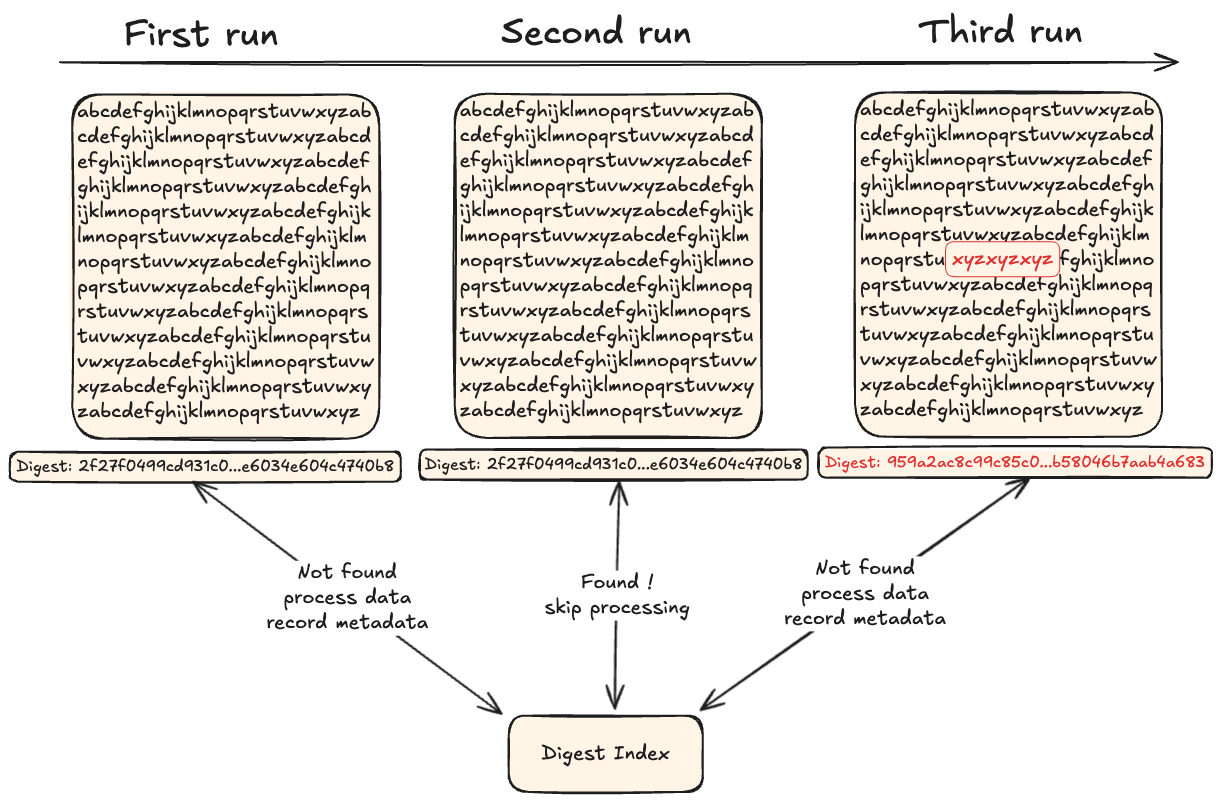 First run
Second run
Third run
abcdefghijklmnopqrstuvwxyzab
cdefghijklmnopqrstuvwxyzabcd
efghijklmnopqrstuvwxyzabcdef
ghijklmnopqrstuvwxyzabcdefgh
ijklmnopqrstuvwxyzabcdefghijk
lmnopqrstuvwxyzabcdefghijklm
nopqrstuvwxyzabcdefghijklmno
pqrstuvwxyzabcdefghijklmnopq
rstuvwxyzabcdefghijklmnopqrs
tuvwxyzabcdefghijklmnopqrstu
vwxyzabcdefghijklmnopqrstuvw
xyzabcdefghijklmnopqrstuvwxy
zabcdefghijklmnopqrstuvwxyz
Digest: 2f27f0499cd931c0...e6034e604c4740b8
abcdefghijklmnopqrstuvwxyzab
cdefghijklmnopqrstuvwxyzabcd
efghijklmnopqrstuvwxyzabcdef
ghijklmnopqrstuvwxyzabcdefgh
ijklmnopqrstuvwxyzabcdefghijk
lmnopqrstuvwxyzabcdefghijklm
nopqrstuvwxyzabcdefghijklmno
pqrstuvwxyzabcdefghijklmnopq
rstuvwxyzabcdefghijklmnopqrs
tuvwxyzabcdefghijklmnopqrstu
vwxyzabcdefghijklmnopqrstuvw
xyzabcdefghijklmnopqrstuvwxy
zabcdefghijklmnopqrstuvwxyz
Digest: 2f27f0499cd931c0...e6034e604c4740b8
abcdefghijklmnopqrstuvwxyzab
cdefghijklmnopqrstuvwxyzabcd
efghijklmnopqrstuvwxyzabcdef
ghijklmnopqrstuvwxyzabcdefgh
ijklmnopqrstuvwxyzabcdefghijk
lmnopqrstuvwxyzabcdefghijklm
nopqrstu xyzxyzxyz fghijklmno
pqrstuvwxyzabcdefghijklmnopq
rstuvwxyzabcdefghijklmnopqrs
tuvwxyzabcdefghijklmnopqrstu
vwxyzabcdefghijklmnopqrstuvw
xyzabcdefghijklmnopqrstuvwxy
zabcdefghijklmnopqrstuvwxyz
Digest: 959a2ac8c99c85c0...b58046b7aab4a683
Not found
process data
record metadata
Found !
skip processing
Not found
process data
record metadata
Digest Index